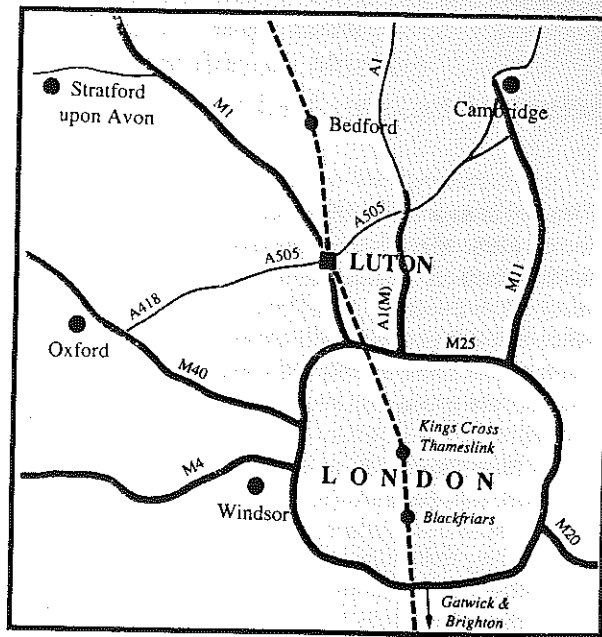 A1
Stratford
upon Avon
M1
Bedford
Cambridge
A505
LUTON
A505
A418
A1(M)
M11
M25
Oxford
M40
Kings Cross
Thameslink
M4
LONDON
Windsor
Blackfriars
M20
Gatwick &
Brighton